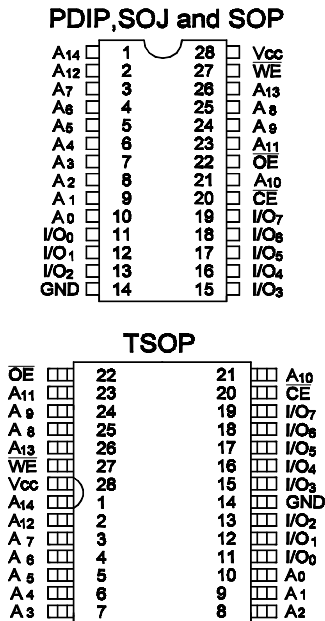 PDIP,SOJ and SOP
A14 1 28 Vcc
A12 2 27 WE
A7 3 26 A13
A6 4 25 A8
A5 5 24 A9
A4 6 23 A11
A3 7 22 OE
A2 8 21 A10
A1 9 20 CE
A0 10 19 I/O7
I/O0 11 18 I/O6
I/O1 12 17 I/O5
I/O2 13 16 I/O4
GND 14 15 I/O3
TSOP
OE 22 21 A10
A11 23 20 CE
A9 24 19 I/O7
A8 25 18 I/O6
A13 26 17 I/O5
WE 27 16 I/O4
Vcc 28 15 I/O3
A14 1 14 GND
A12 2 13 I/O2
A7 3 12 I/O1
A6 4 11 I/O0
A5 5 10 A0
A4 6 9 A1
A3 7 8 A2